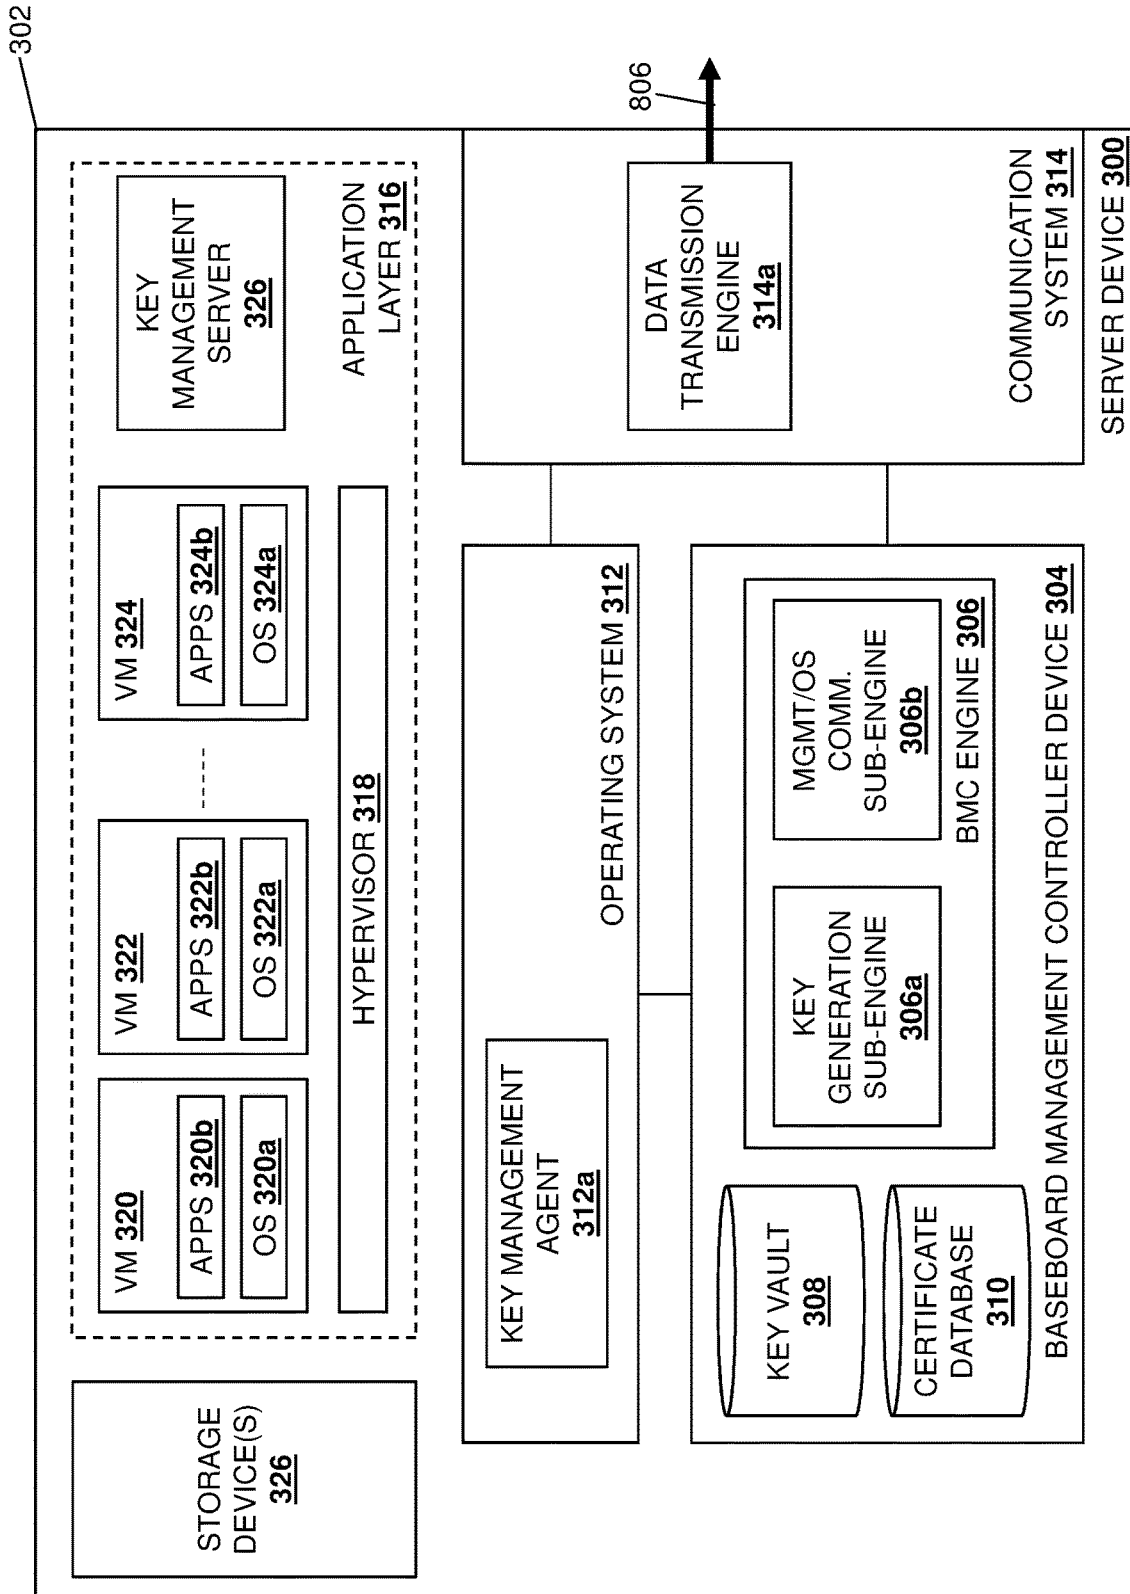 302
STORAGE
DEVICE(S)
326
VM 320
APPS 320b
OS 320a
VM 322
APPS 322b
OS 322a
VM 324
APPS 324b
OS 324a
HYPERVISOR 318
KEY
MANAGEMENT
SERVER
326
APPLICATION
LAYER 316
KEY MANAGEMENT
AGENT
312a
OPERATING SYSTEM 312
KEY VAULT
308
CERTIFICATE
DATABASE
310
KEY
GENERATION
SUB-ENGINE
306a
MGMT/OS
COMM.
SUB-ENGINE
306b
BMC ENGINE 306
BASEBOARD MANAGEMENT CONTROLLER DEVICE 304
DATA
TRANSMISSION
ENGINE
314a
806
COMMUNICATION
SYSTEM 314
SERVER DEVICE 300